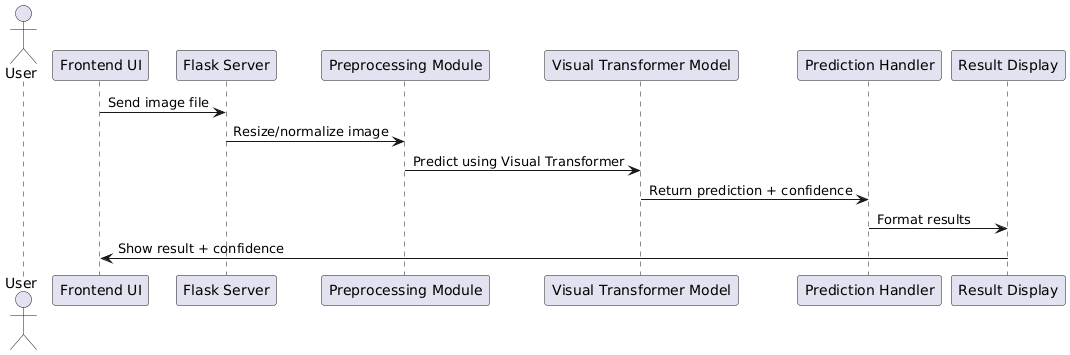 User
Frontend UI
Flask Server
Preprocessing Module
Visual Transformer Model
Prediction Handler
Result Display
Send image file
Resize/normalize image
Predict using Visual Transformer
Return prediction + confidence
Format results
Show result + confidence
User
Frontend UI
Flask Server
Preprocessing Module
Visual Transformer Model
Prediction Handler
Result Display